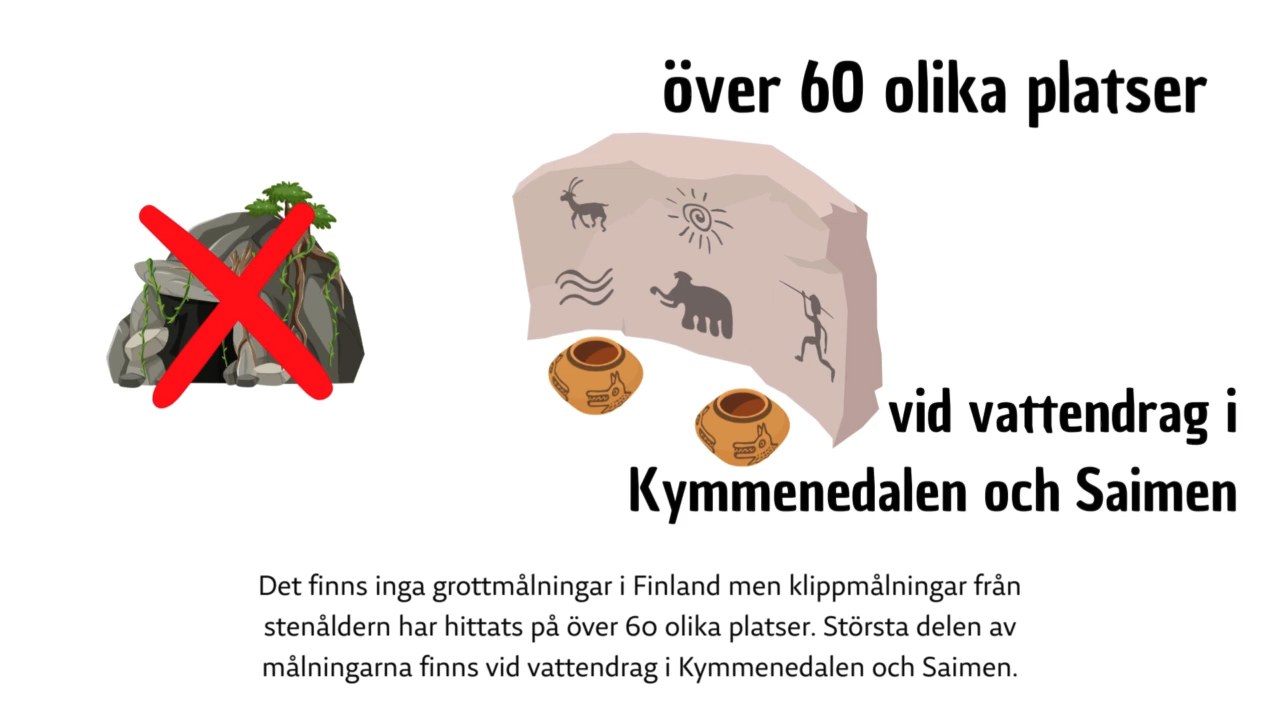 över 60 olika platser
vid vattendrag i
Kymmenedalen och Saimen
Det finns inga grottmålningar i Finland men klippmålningar från
stenåldern har hittats på över 60 olika platser. Största delen av
målningarna finns vid vattendrag i Kymmenedalen och Saimen.